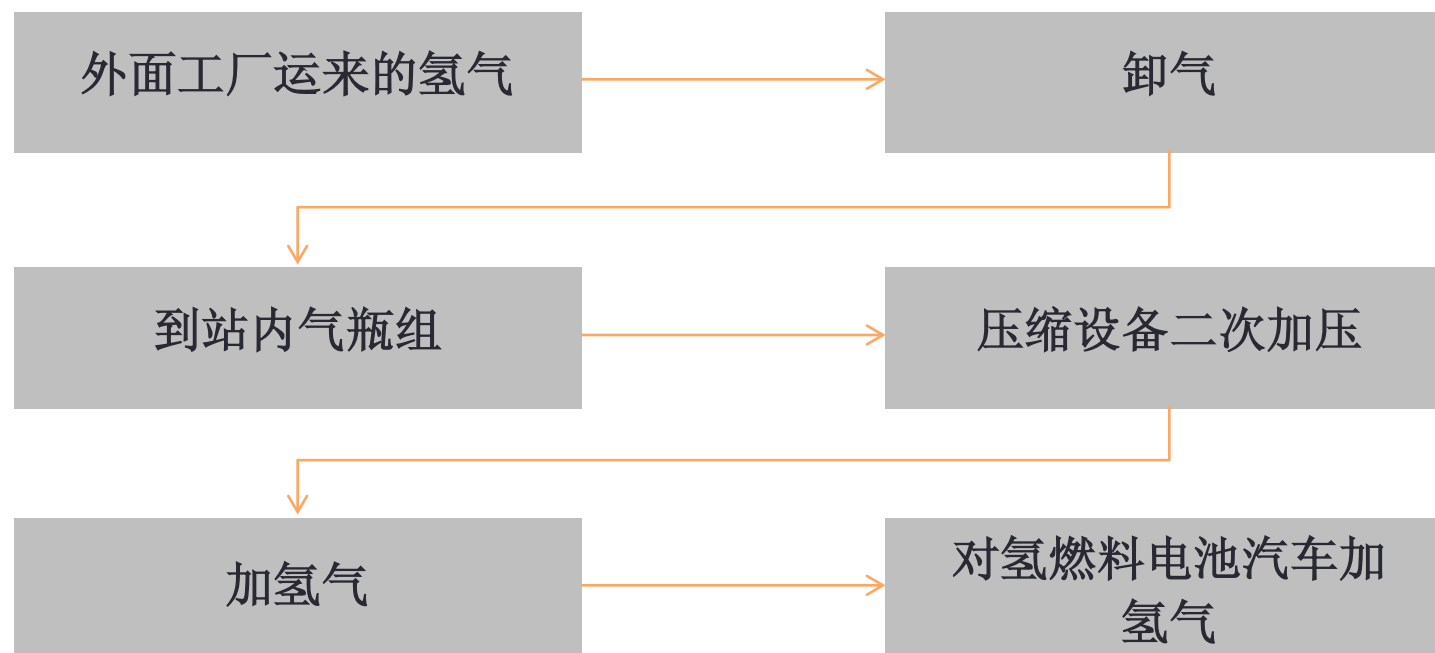 外面工厂运来的氢气
卸气
到站内气瓶组
压缩设备二次加压
加氢气
对氢燃料电池汽车加
氢气